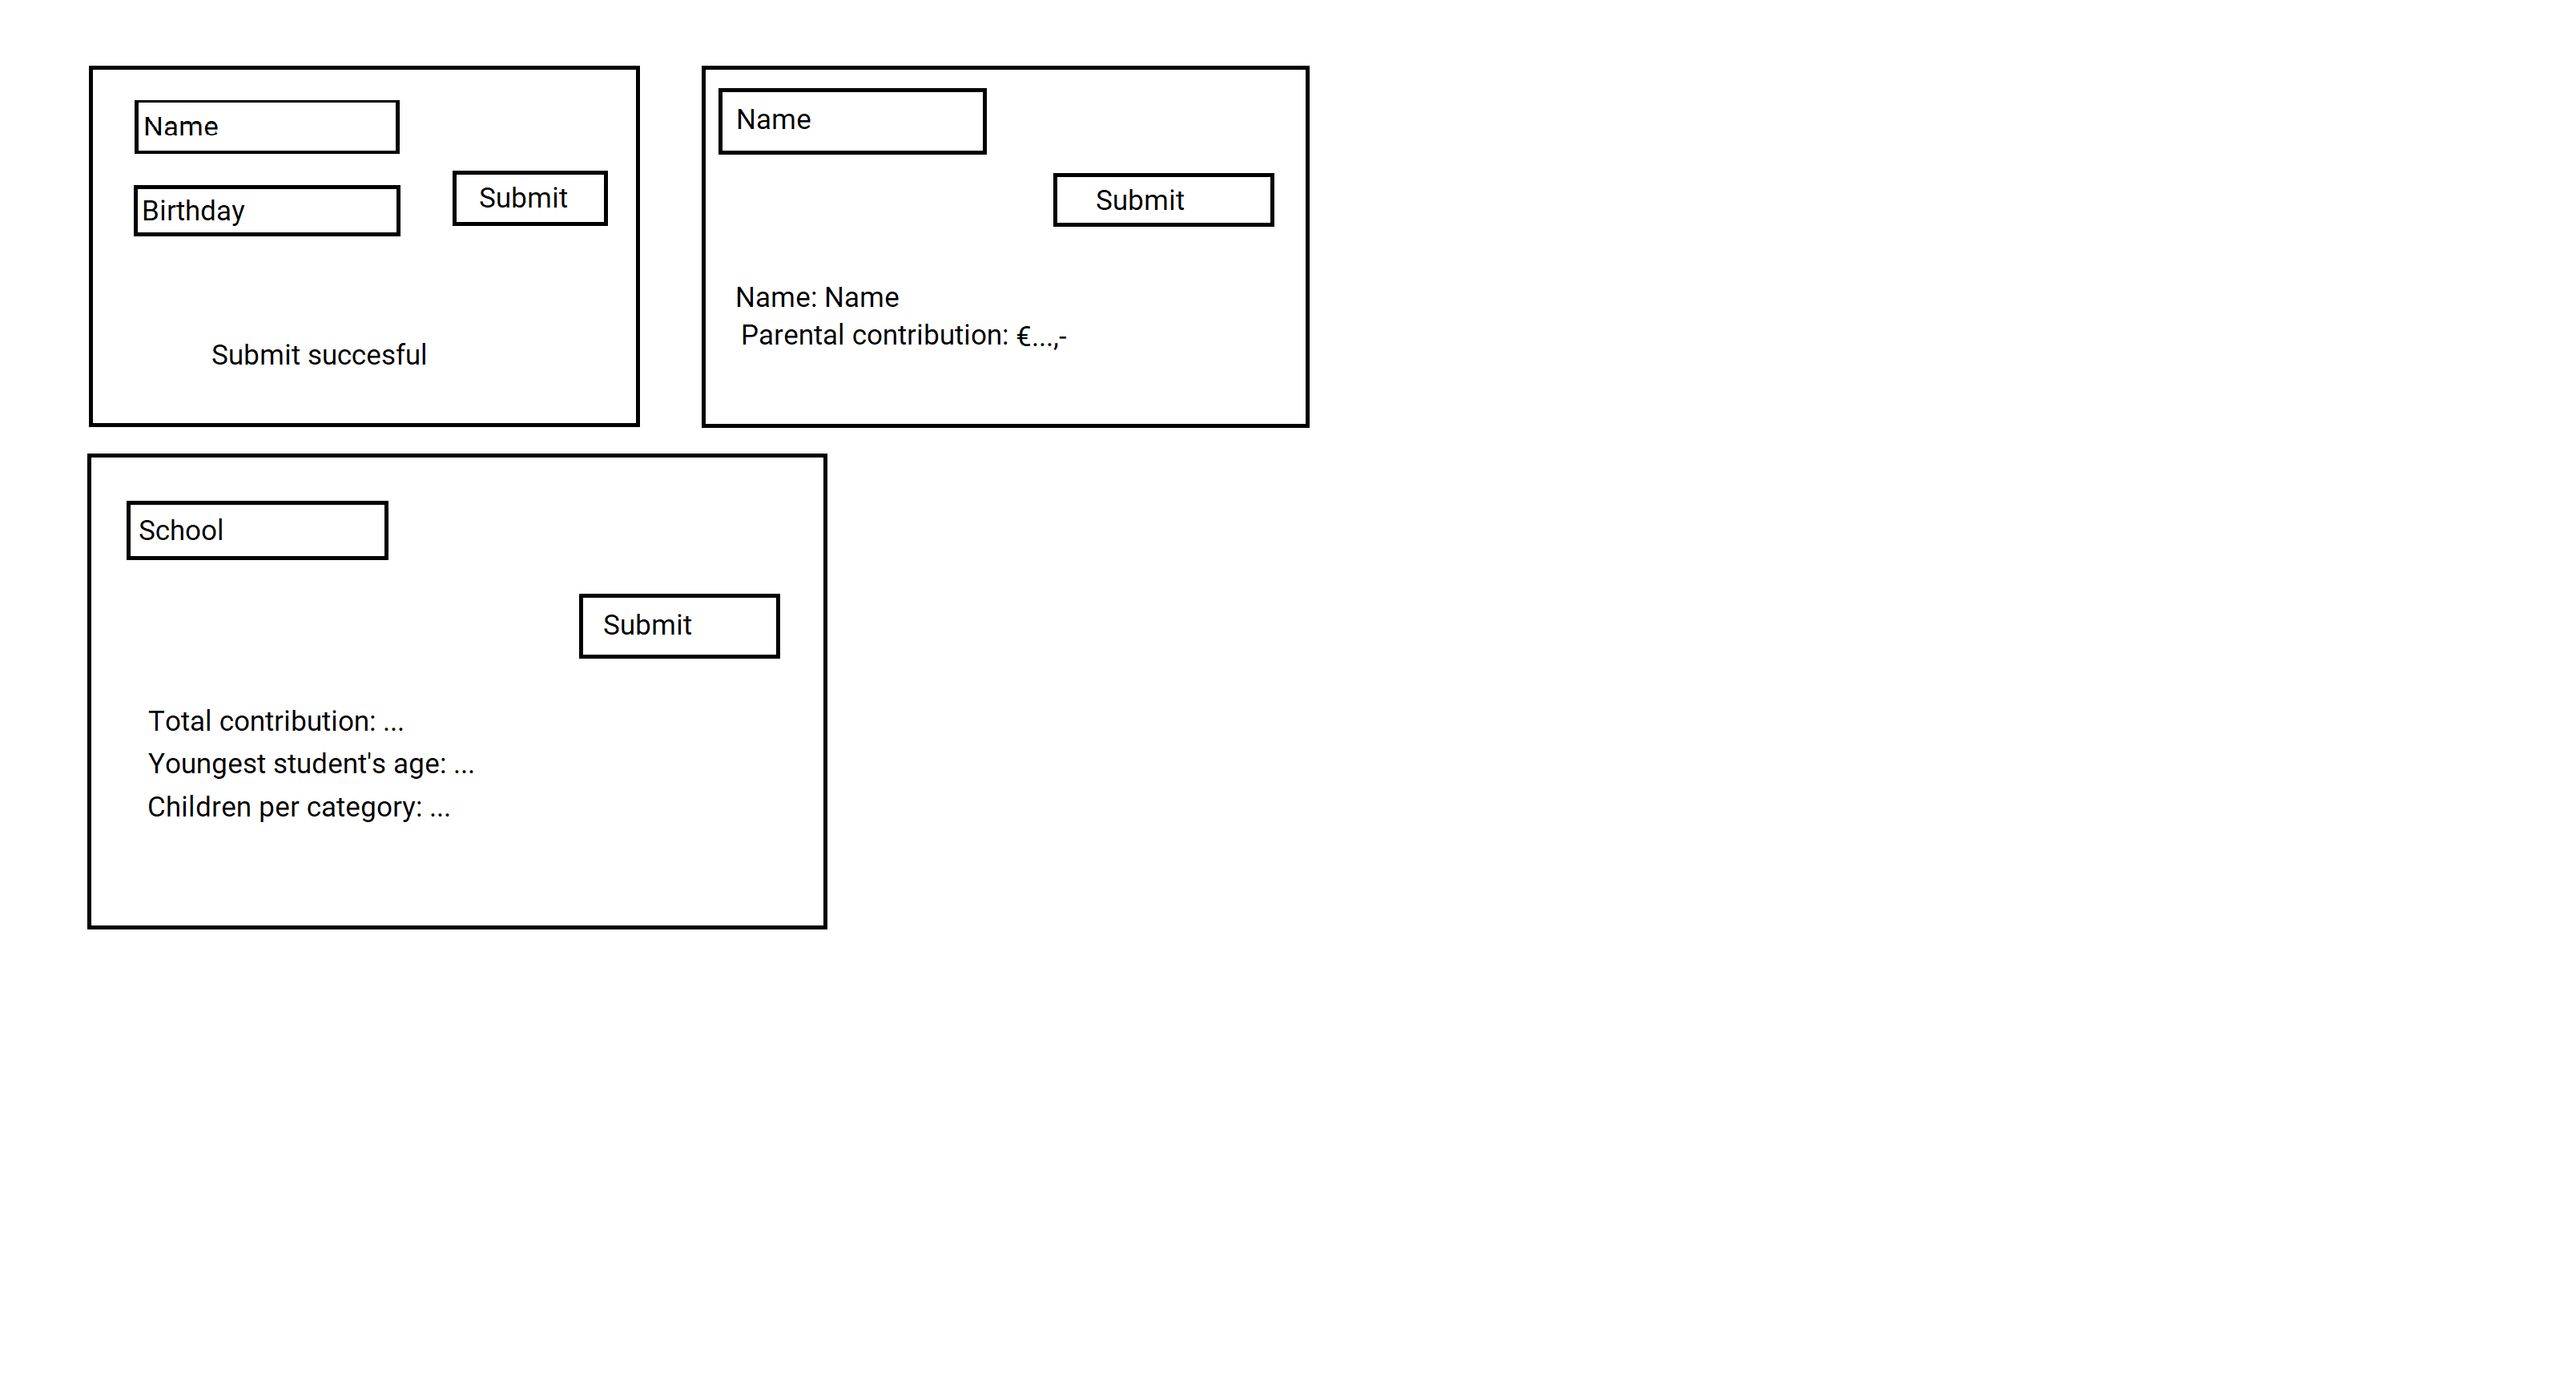 Name
Birthday
Submit
Submit succesful
Name
Submit
Name: Name
Parental contribution: €...,-
School
Submit
Total contribution: ...
Youngest student's age: ...
Children per category: ...